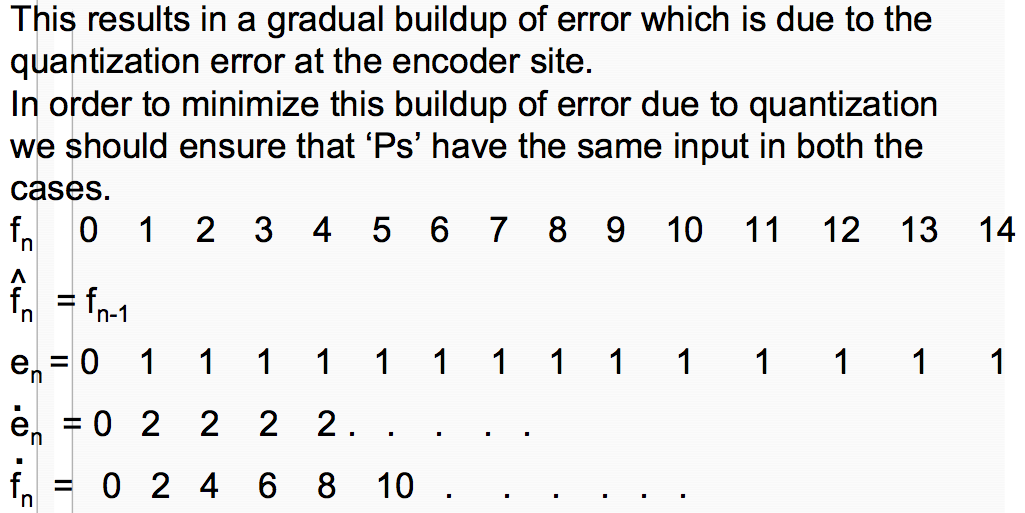 This results in a gradual buildup of error which is due to the
quantization error at the encoder site.
In order to minimize this buildup of error due to quantization
we should ensure that ‘Ps’ have the same input in both the
cases.
fₙ 0 1 2 3 4 5 6 7 8 9 10 11 12 13 14
f̂ₙ = fₙ₋₁
eₙ = 0 1 1 1 1 1 1 1 1 1 1 1 1 1 1
ėₙ = 0 2 2 2 2 . . . . .
ḟₙ = 0 2 4 6 8 10 . . . . . .